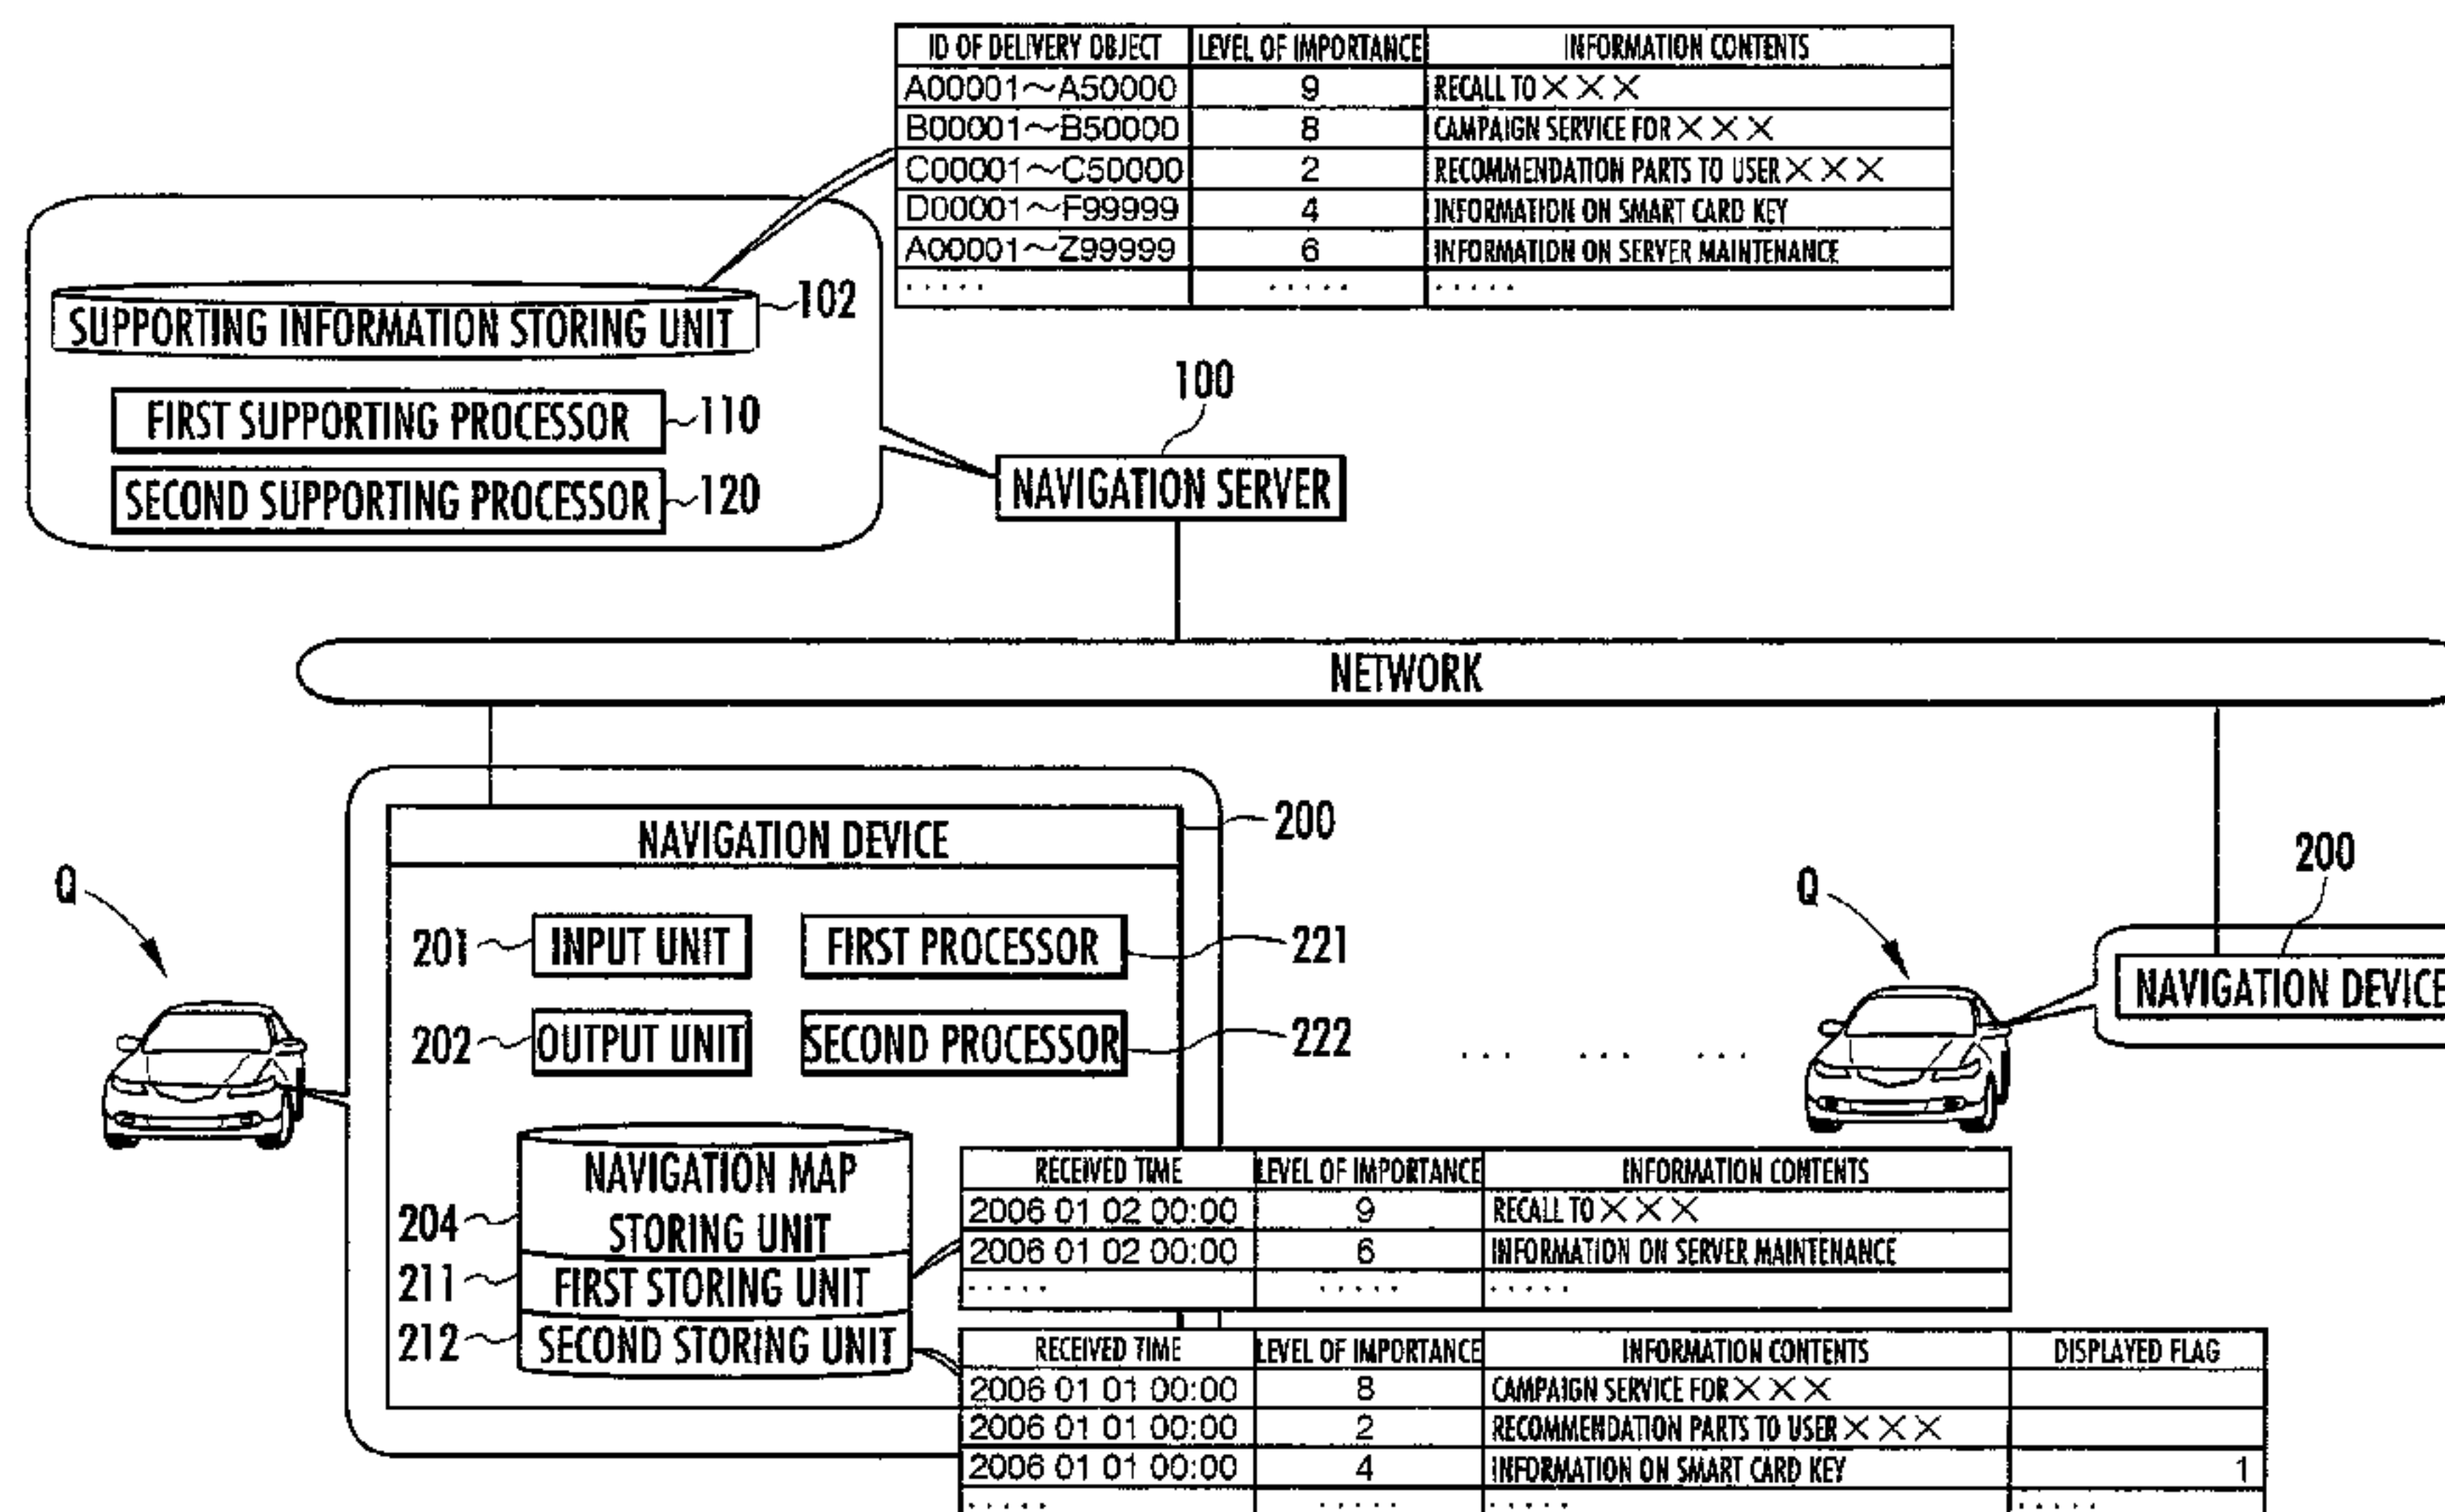 ID OF DELIVERY OBJECT LEVEL OF IMPORTANCE INFORMATION CONTENTS
A00001～A50000 9 RECALL TO ×××
B00001～B50000 8 CAMPAIGN SERVICE FOR ×××
C00001～C50000 2 RECOMMENDATION PARTS TO USER ×××
D00001～F99999 4 INFORMATION ON SMART CARD KEY
A00001～Z99999 6 INFORMATION ON SERVER MAINTENANCE
..... ..... .....
SUPPORTING INFORMATION STORING UNIT 102
FIRST SUPPORTING PROCESSOR 110
SECOND SUPPORTING PROCESSOR 120
100
NAVIGATION SERVER
NETWORK
NAVIGATION DEVICE 200
Q
201 INPUT UNIT FIRST PROCESSOR 221
202 OUTPUT UNIT SECOND PROCESSOR 222
... ... ...
Q
200
NAVIGATION DEVICE
204 NAVIGATION MAP
STORING UNIT
211 FIRST STORING UNIT
212 SECOND STORING UNIT
RECEIVED TIME LEVEL OF IMPORTANCE INFORMATION CONTENTS
2006 01 02 00:00 9 RECALL TO ×××
2006 01 02 00:00 6 INFORMATION ON SERVER MAINTENANCE
..... ..... .....
RECEIVED TIME LEVEL OF IMPORTANCE INFORMATION CONTENTS DISPLAYED FLAG
2006 01 01 00:00 8 CAMPAIGN SERVICE FOR ×××
2006 01 01 00:00 2 RECOMMENDATION PARTS TO USER ×××
2006 01 01 00:00 4 INFORMATION ON SMART CARD KEY 1
..... ..... ..... .....